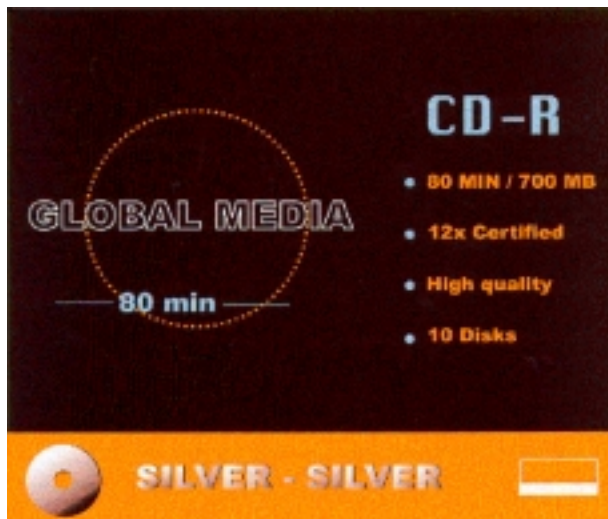 CD-R
80 MIN / 700 MB
GLOBAL MEDIA
12x Certified
High quality
80 min
10 Disks
SILVER - SILVER